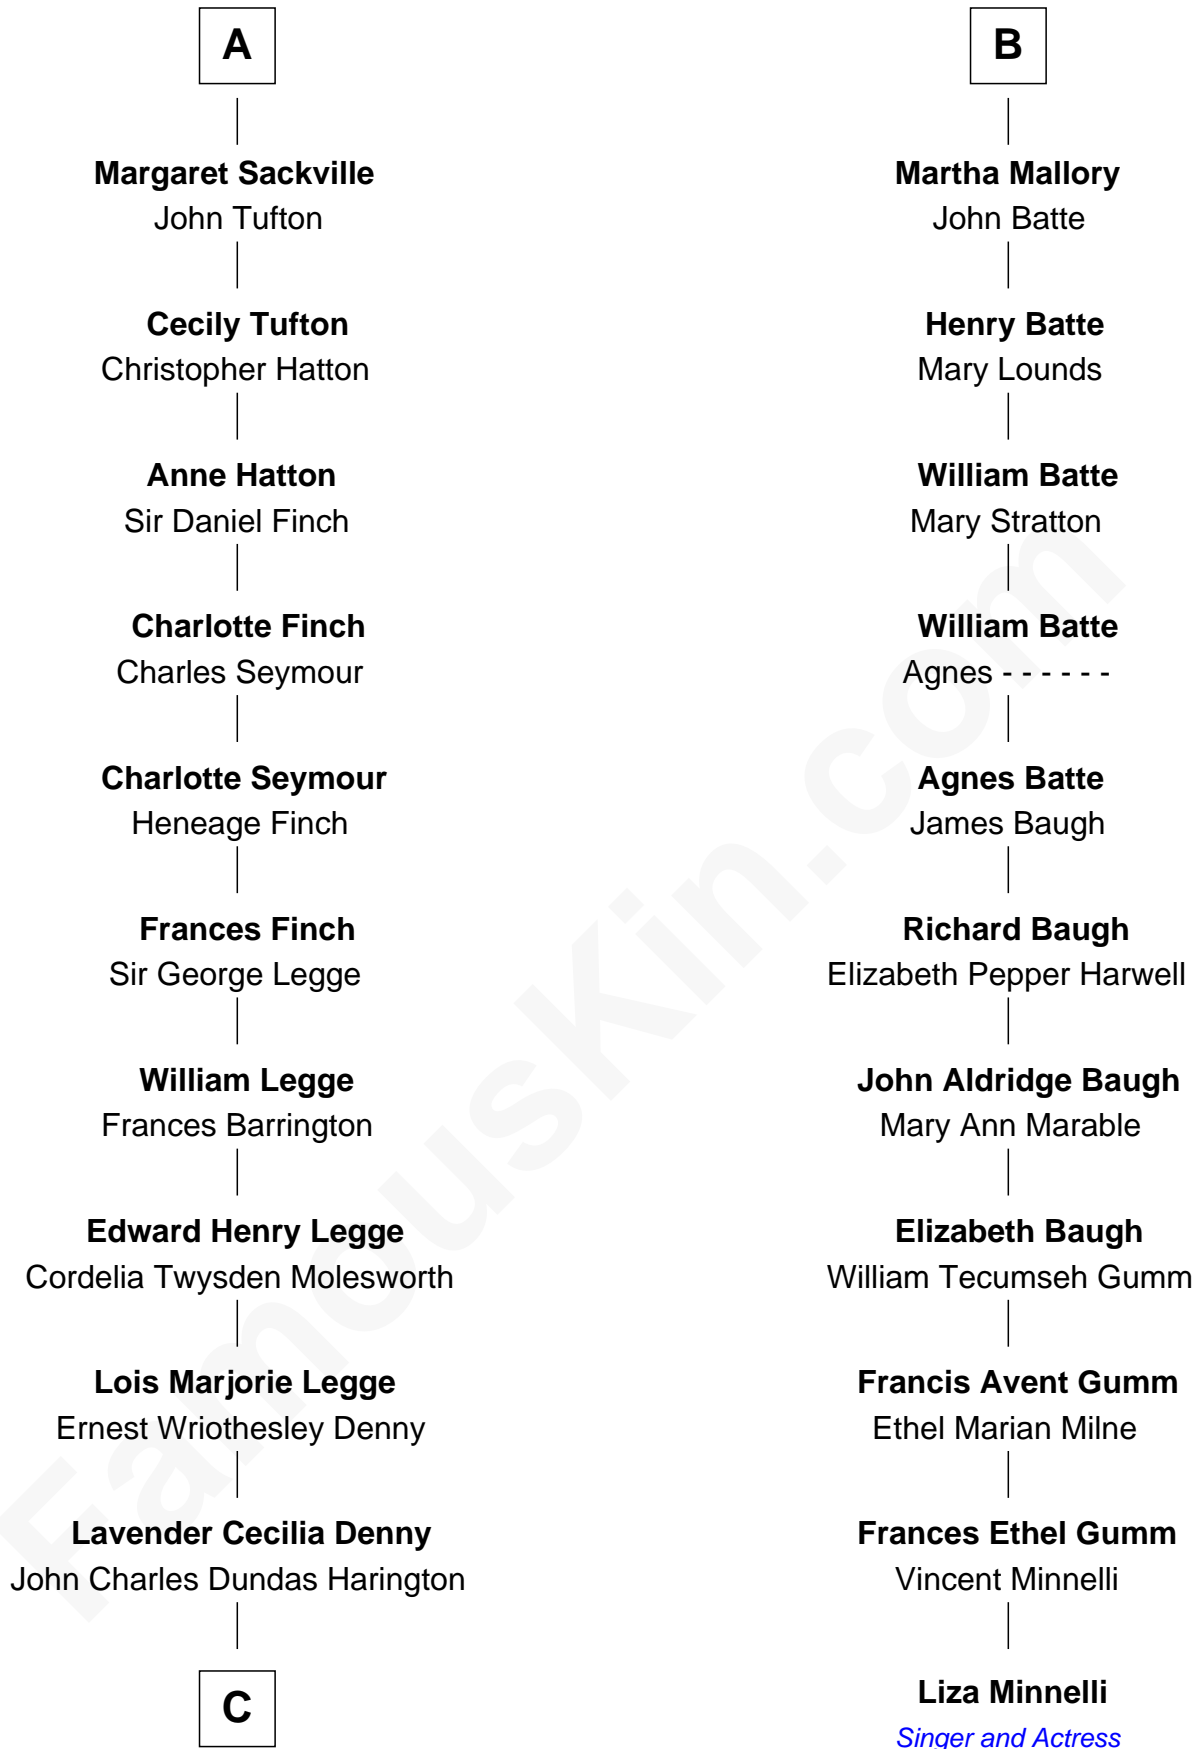 A
Margaret Sackville
John Tufton
Cecily Tufton
Christopher Hatton
Anne Hatton
Sir Daniel Finch
Charlotte Finch
Charles Seymour
Charlotte Seymour
Heneage Finch
Frances Finch
Sir George Legge
William Legge
Frances Barrington
Edward Henry Legge
Cordelia Twysden Molesworth
Lois Marjorie Legge
Ernest Wriothesley Denny
Lavender Cecilia Denny
John Charles Dundas Harington
C
B
Martha Mallory
John Batte
Henry Batte
Mary Lounds
William Batte
Mary Stratton
William Batte
Agnes - - - - - -
Agnes Batte
James Baugh
Richard Baugh
Elizabeth Pepper Harwell
John Aldridge Baugh
Mary Ann Marable
Elizabeth Baugh
William Tecumseh Gumm
Francis Avent Gumm
Ethel Marian Milne
Frances Ethel Gumm
Vincent Minnelli
Liza Minnelli
Singer and Actress
FamousKin.com